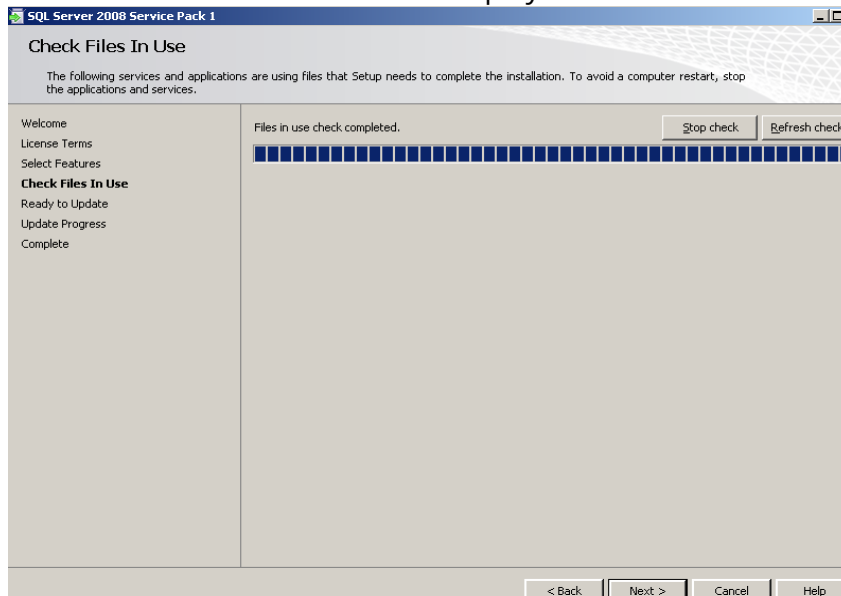 SQL Server 2008 Service Pack 1
Check Files In Use
The following services and applications are using files that Setup needs to complete the installation. To avoid a computer restart, stop
the applications and services.
Welcome
License Terms
Select Features
Check Files In Use
Ready to Update
Update Progress
Complete
Files in use check completed.
Stop check
Refresh check
< Back
Next >
Cancel
Help